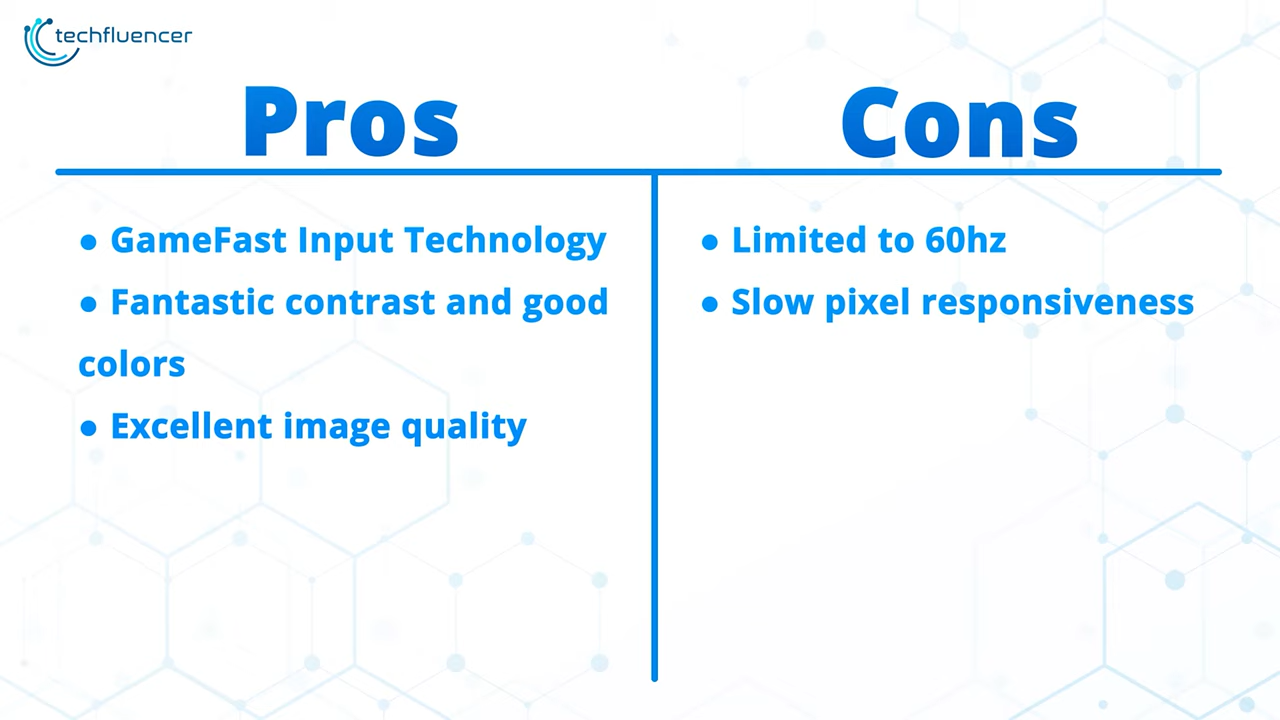 techfluencer
Pros
● GameFast Input Technology
● Fantastic contrast and good
colors
● Excellent image quality
Cons
● Limited to 60hz
● Slow pixel responsiveness